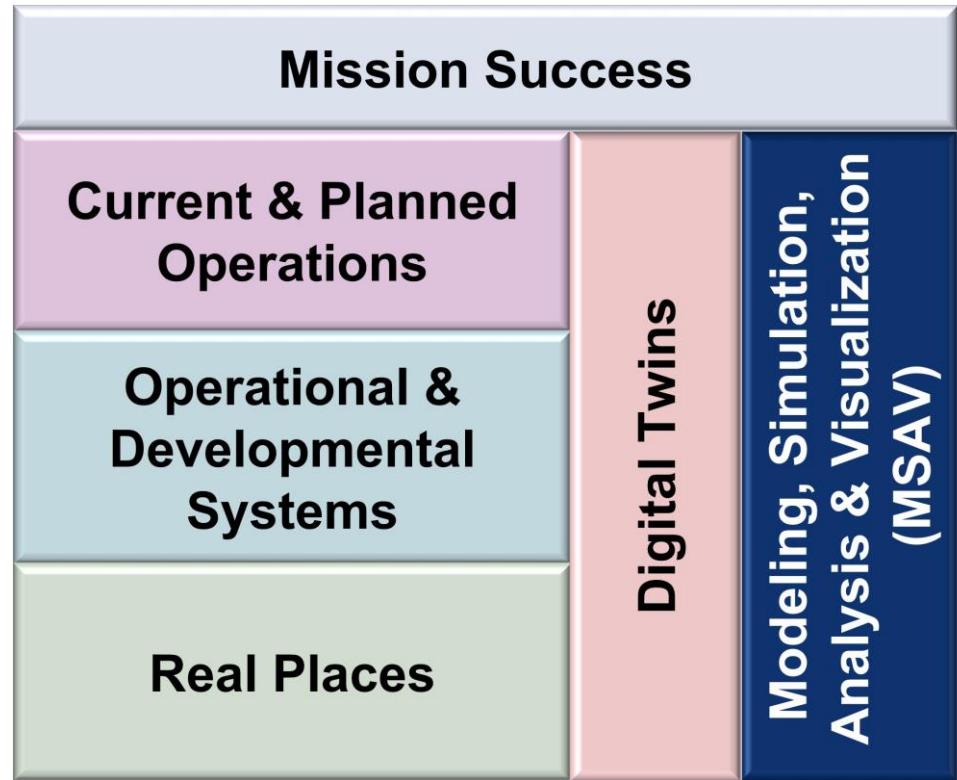 Mission Success
Current & Planned
Operations
Operational &
Developmental
Systems
Real Places
Digital Twins
Modeling, Simulation,
Analysis & Visualization
(MSAV)